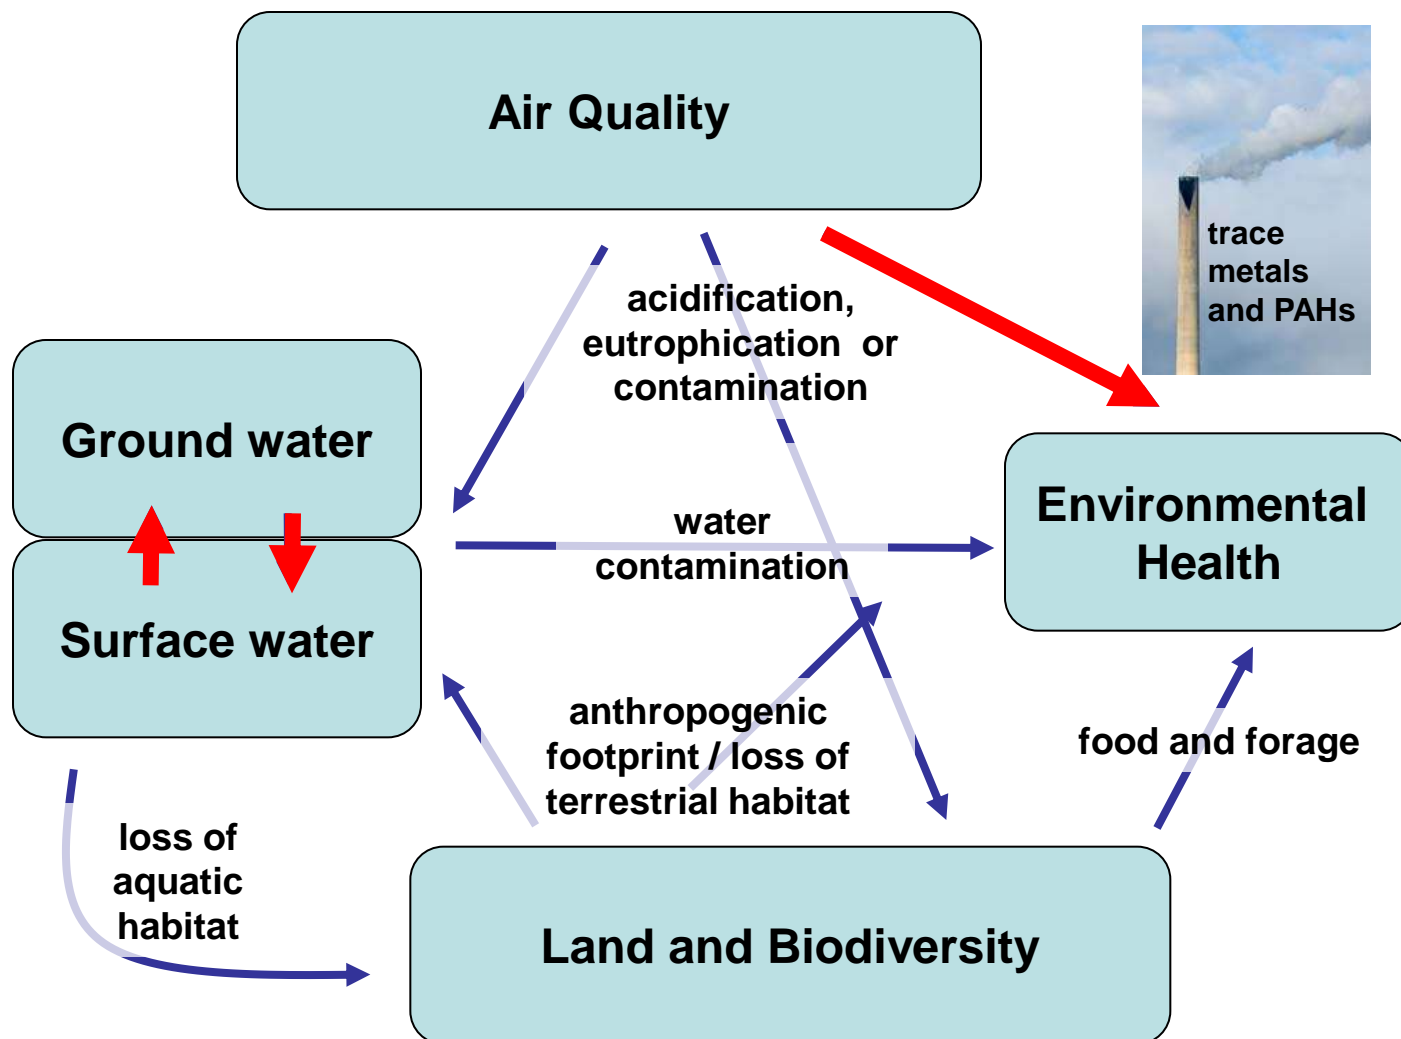 Air Quality
trace
metals
and PAHs
acidification,
eutrophication or
contamination
Ground water
water
contamination
Environmental
Health
Surface water
anthropogenic
footprint / loss of
terrestrial habitat
food and forage
loss of
aquatic
habitat
Land and Biodiversity